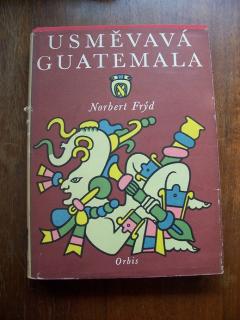 USMĚVAVÁ
GUATEMALA
Norbert Frýd
Orbis